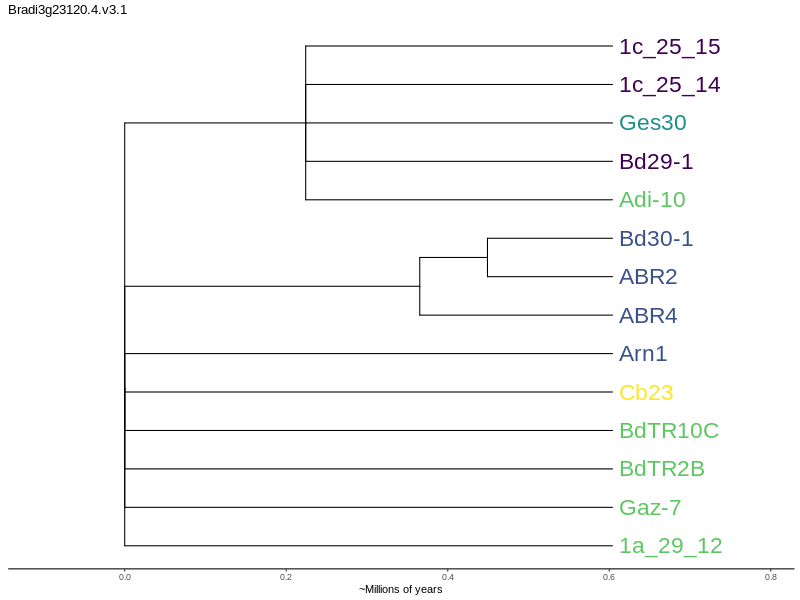 Bradi3g23120.4.v3.1
1c_25_15
1c_25_14
Ges30
Bd29-1
Adi-10
Bd30-1
ABR2
ABR4
Arn1
Cb23
BdTR10C
BdTR2B
Gaz-7
1a_29_12
0.0 0.2 0.4 0.6 0.8
~Millions of years